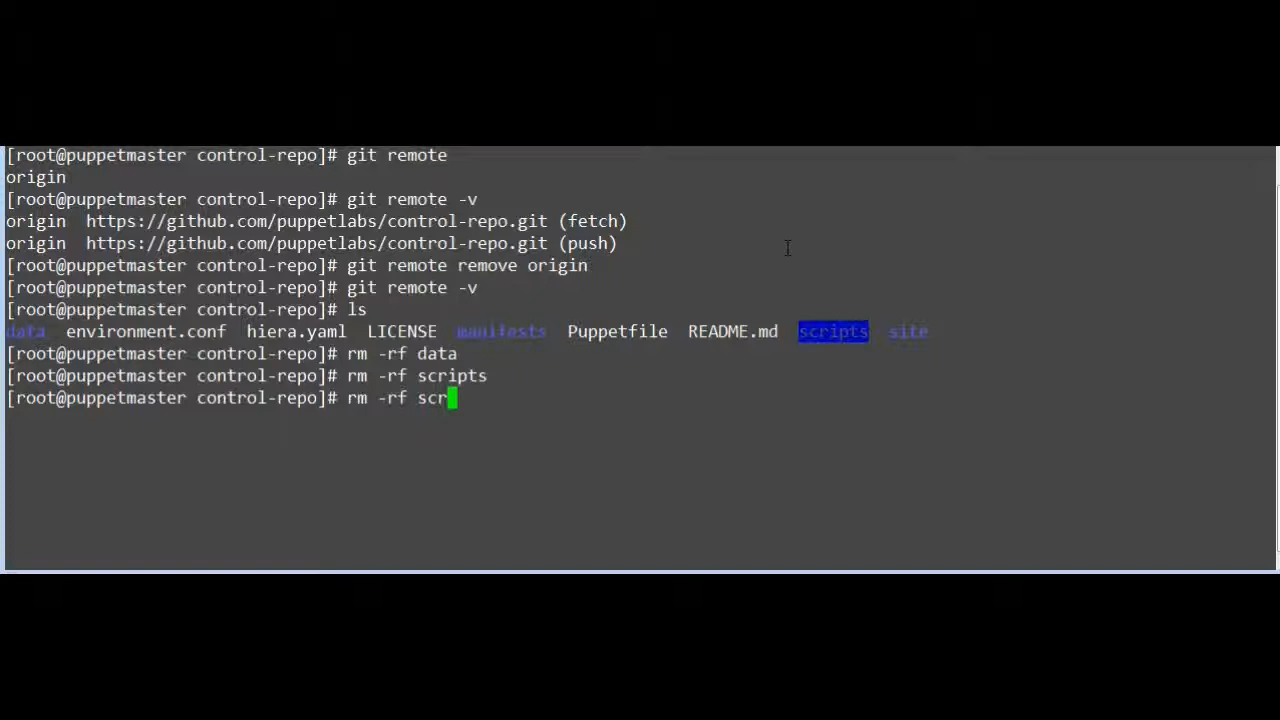 [root@puppetmaster control-repo]# git remote
origin
[root@puppetmaster control-repo]# git remote -v
origin  https://github.com/puppetlabs/control-repo.git (fetch)
origin  https://github.com/puppetlabs/control-repo.git (push)
[root@puppetmaster control-repo]# git remote remove origin
[root@puppetmaster control-repo]# git remote -v
[root@puppetmaster control-repo]# ls
data  environment.conf  hiera.yaml  LICENSE  manifests  Puppetfile  README.md  scripts  site
[root@puppetmaster control-repo]# rm -rf data
[root@puppetmaster control-repo]# rm -rf scripts
[root@puppetmaster control-repo]# rm -rf scr